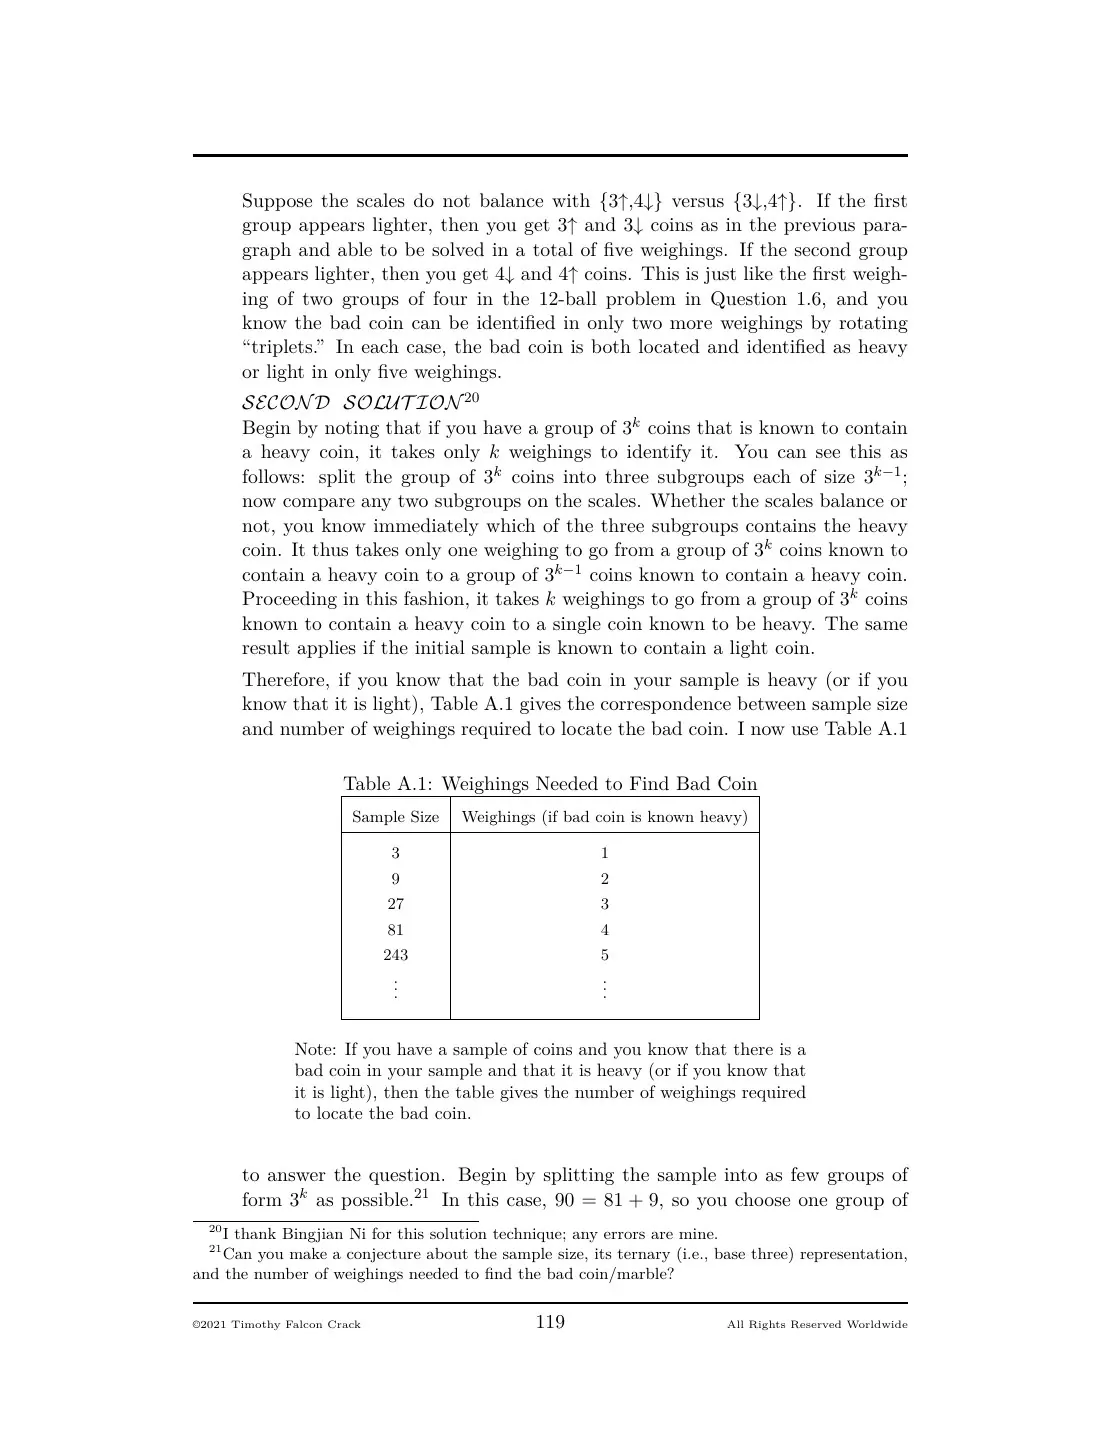 Suppose the scales do not balance with {3↑,4↓} versus {3↓,4↑}. If the first
group appears lighter, then you get 3↑ and 3↓ coins as in the previous para-
graph and able to be solved in a total of five weighings. If the second group
appears lighter, then you get 4↓ and 4↑ coins. This is just like the first weigh-
ing of two groups of four in the 12-ball problem in Question 1.6, and you
know the bad coin can be identified in only two more weighings by rotating
“triplets.” In each case, the bad coin is both located and identified as heavy
or light in only five weighings.
SECOND SOLUTION²⁰
Begin by noting that if you have a group of 3ᵏ coins that is known to contain
a heavy coin, it takes only k weighings to identify it. You can see this as
follows: split the group of 3ᵏ coins into three subgroups each of size 3ᵏ⁻¹;
now compare any two subgroups on the scales. Whether the scales balance or
not, you know immediately which of the three subgroups contains the heavy
coin. It thus takes only one weighing to go from a group of 3ᵏ coins known to
contain a heavy coin to a group of 3ᵏ⁻¹ coins known to contain a heavy coin.
Proceeding in this fashion, it takes k weighings to go from a group of 3ᵏ coins
known to contain a heavy coin to a single coin known to be heavy. The same
result applies if the initial sample is known to contain a light coin.
Therefore, if you know that the bad coin in your sample is heavy (or if you
know that it is light), Table A.1 gives the correspondence between sample size
and number of weighings required to locate the bad coin. I now use Table A.1
Table A.1: Weighings Needed to Find Bad Coin
Sample Size Weighings (if bad coin is known heavy)
3 1
9 2
27 3
81 4
243 5
⋮ ⋮
Note: If you have a sample of coins and you know that there is a
bad coin in your sample and that it is heavy (or if you know that
it is light), then the table gives the number of weighings required
to locate the bad coin.
to answer the question. Begin by splitting the sample into as few groups of
form 3ᵏ as possible.²¹ In this case, 90 = 81 + 9, so you choose one group of
²⁰I thank Bingjian Ni for this solution technique; any errors are mine.
²¹Can you make a conjecture about the sample size, its ternary (i.e., base three) representation,
and the number of weighings needed to find the bad coin/marble?
©2021 Timothy Falcon Crack 119 All Rights Reserved Worldwide